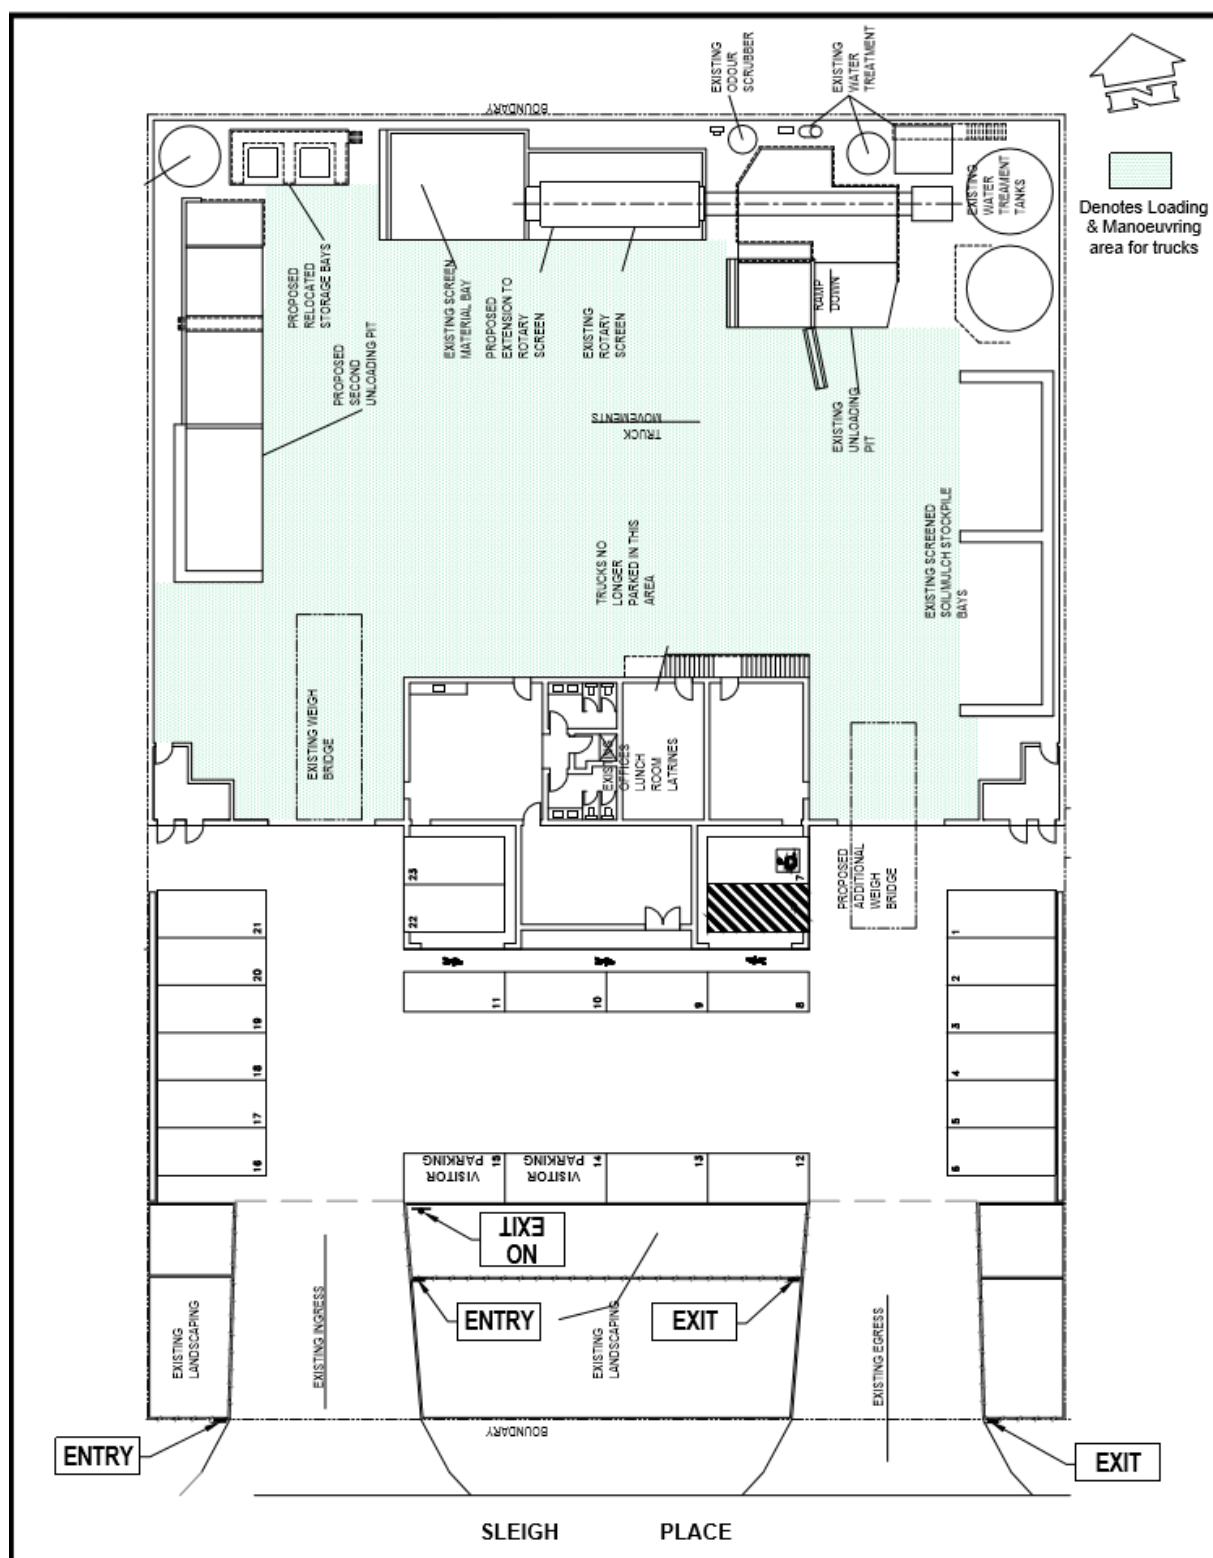 EXISTING
ODOUR
SCRUBBER
EXISTING
WATER
TREATMENT
N
BOUNDARY
Denotes Loading
& Manoeuvring
area for trucks
EXISTING
WATER
TREAMENT
TANKS
PROPOSED
RELOCATED
STORAGE BAYS
EXISTING SCREEN
MATERIAL BAY
PROPOSED
EXTENSION TO
ROTARY
SCREEN
EXISTING
ROTARY
SCREEN
RAMP
DOWN
PROPOSED
SECOND
UNLOADING PIT
TRUCK
MOVEMENTS
EXISTING
UNLOADING
PIT
TRUCKS NO
LONGER
PARKED IN THIS
AREA
EXISTING SCREENED
SOIL/MULCH STOCKPILE
BAYS
EXISTING WEIGH
BRIDGE
EXISTING
OFFICES
LUNCH
ROOM
LATRINES
PROPOSED
ADDITIONAL
WEIGH
BRIDGE
23
22
7
21
20
19
18
17
16
11
10
9
8
1
2
3
4
5
6
VISITOR
PARKING
15
VISITOR
PARKING
14
13
12
NO
EXIT
ENTRY
EXIT
EXISTING
LANDSCAPING
EXISTING INGRESS
EXISTING
LANDSCAPING
EXISTING EGRESS
BOUNDARY
ENTRY
EXIT
SLEIGH PLACE